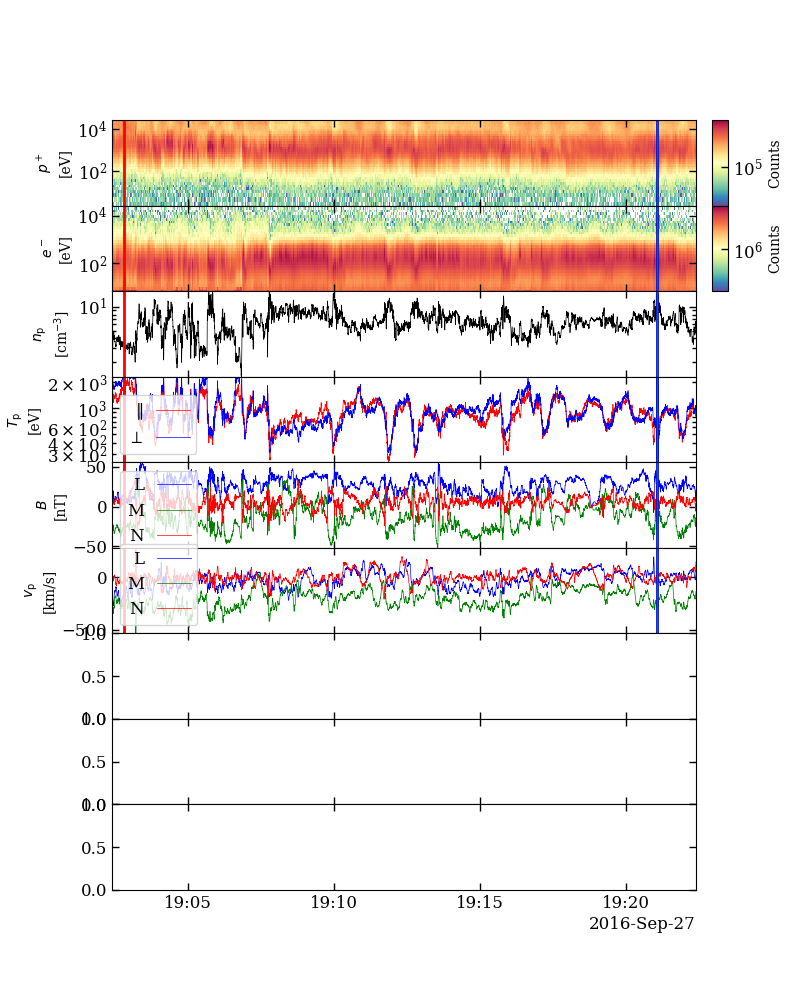 10⁴
10²
p⁺
[eV]
10⁵
Counts
10⁴
10²
e⁻
[eV]
10⁶
Counts
10¹
nₚ
[cm⁻³]
2 × 10³
10³
6 × 10²
4 × 10²
3 × 10²
Tₚ
[eV]
∥
⊥
50
0
−50
B
[nT]
L
M
N
0
−500
vₚ
[km/s]
L
M
N
1.0
0.5
0.0
1.0
0.5
0.0
1.0
0.5
0.0
19:05 19:10 19:15 19:20
2016-Sep-27